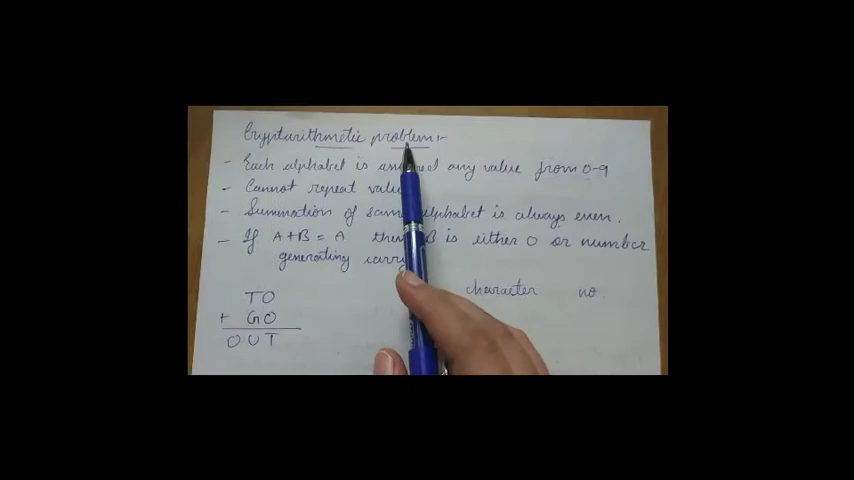 Cryptarithmetic problem :-
- Each alphabet is any value from 0-9
- Cannot repeat value
- Summation of same alphabet is always even.
- If A+B = A then B is either 0 or number
generating carry
character no.
TO
+ GO
OUT